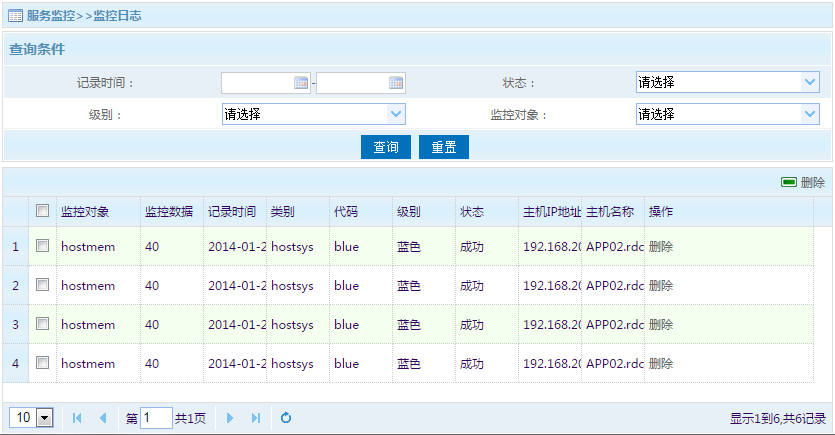 服务监控>>监控日志
查询条件
记录时间： - 状态： 请选择
级别： 请选择 监控对象： 请选择
查询 重置
删除
监控对象 监控数据 记录时间 类别 代码 级别 状态 主机IP地址 主机名称 操作
1 hostmem 40 2014-01-2 hostsys blue 蓝色 成功 192.168.20 APP02.rdc 删除
2 hostmem 40 2014-01-2 hostsys blue 蓝色 成功 192.168.20 APP02.rdc 删除
3 hostmem 40 2014-01-2 hostsys blue 蓝色 成功 192.168.20 APP02.rdc 删除
4 hostmem 40 2014-01-2 hostsys blue 蓝色 成功 192.168.20 APP02.rdc 删除
10 第 1 共1页 显示1到6,共6记录